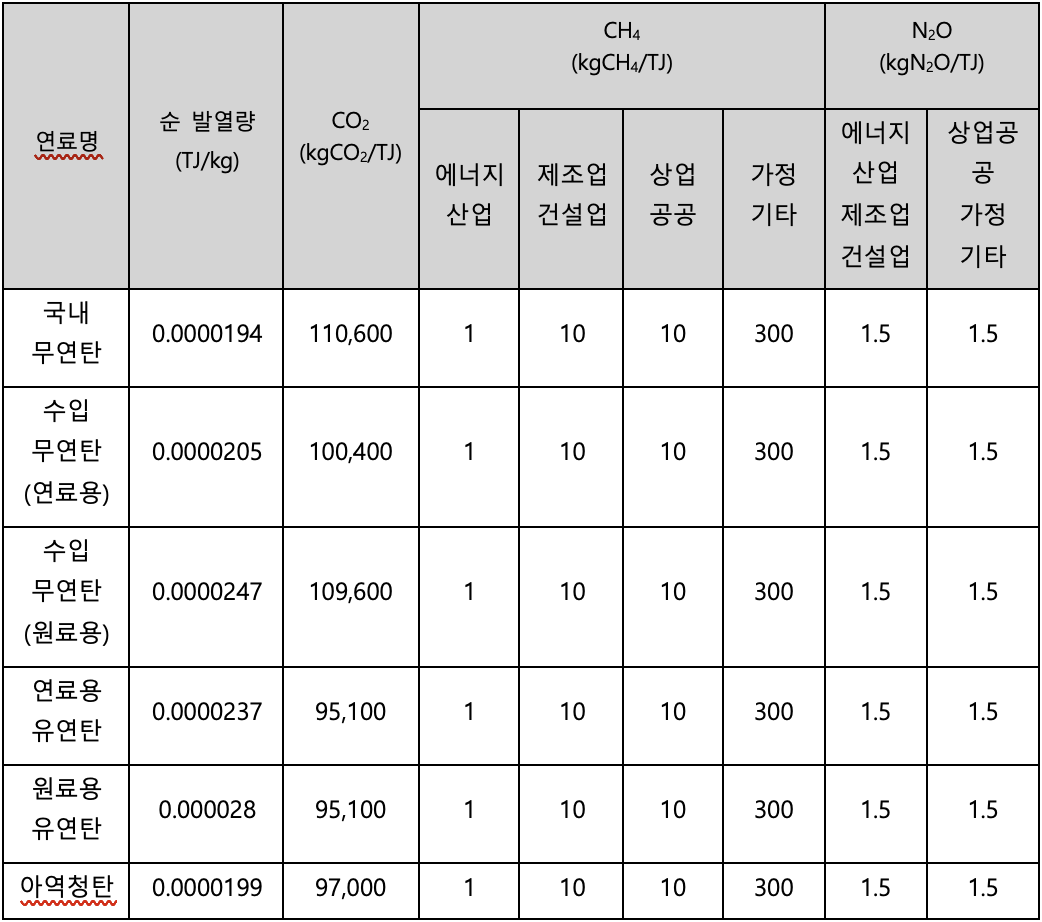 연료명
순 발열량
(TJ/kg)
CO₂
(kgCO₂/TJ)
CH₄
(kgCH₄/TJ)
N₂O
(kgN₂O/TJ)
에너지
산업
제조업
건설업
상업
공공
가정
기타
에너지
산업
제조업
건설업
상업공
공
가정
기타
국내
무연탄
0.0000194 110,600 1 10 10 300 1.5 1.5
수입
무연탄
(연료용)
0.0000205 100,400 1 10 10 300 1.5 1.5
수입
무연탄
(원료용)
0.0000247 109,600 1 10 10 300 1.5 1.5
연료용
유연탄
0.0000237 95,100 1 10 10 300 1.5 1.5
원료용
유연탄
0.000028 95,100 1 10 10 300 1.5 1.5
아역청탄 0.0000199 97,000 1 10 10 300 1.5 1.5